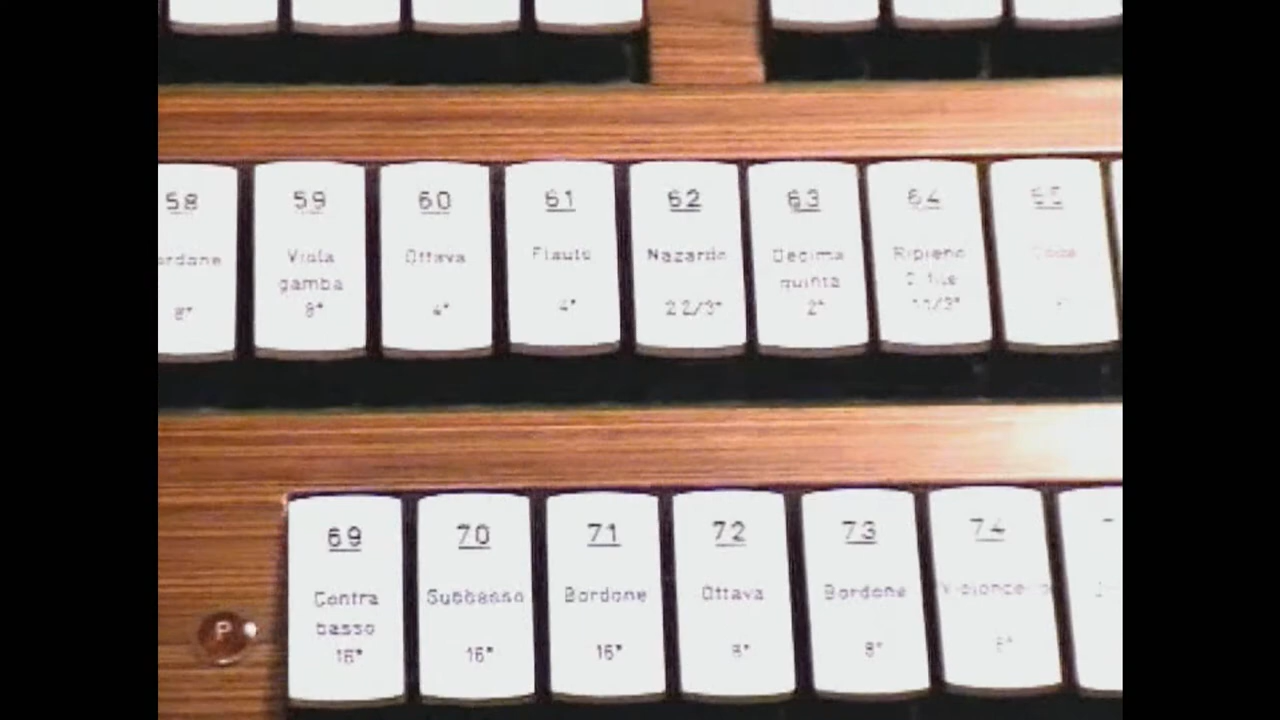 58
59
60
61
62
63
64
Viola
gamba
8"
Ottava
4"
Flauto
4"
Nazardo
2 2/3"
Decima
quinta
2"
Ripieno
8"
69
Contra
basso
16"
70
Subbasso
16"
71
Bordone
16"
72
Ottava
8"
73
Bordone
8"
74
Violoncello
P